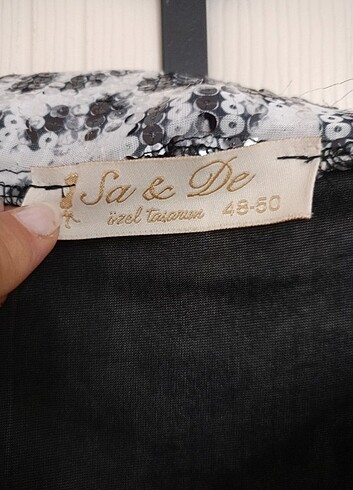 Sa & De
özel tasarım 48-50